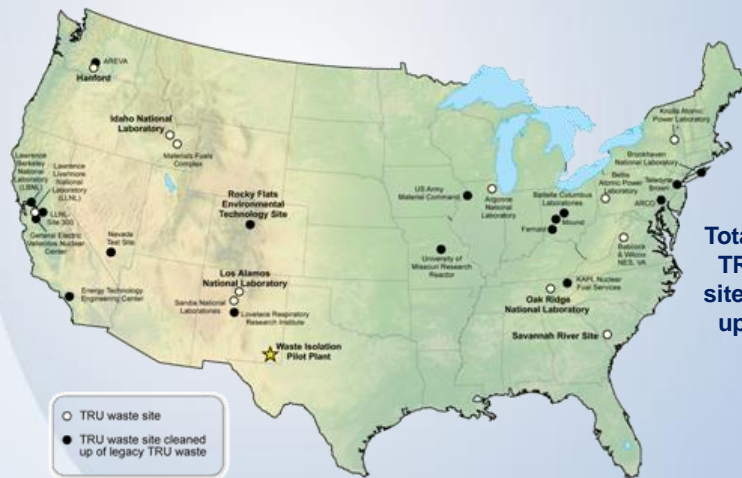 AREVA
Hanford
Idaho National
Laboratory
Materials Fuels
Complex
Lawrence
Berkeley
National
Laboratory
(LBNL)
Lawrence
Livermore
National
Laboratory
(LLNL)
LLNL-
Site 300
General Electric
Vallecitos Nuclear
Center
Nevada
Test Site
Energy Technology
Engineering Center
Rocky Flats
Environmental
Technology Site
Los Alamos
National Laboratory
Sandia National
Laboratories
Lovelace Respiratory
Research Institute
Waste Isolation
Pilot Plant
US Army
Materiel Command
Argonne
National
Laboratory
University of
Missouri Research
Reactor
Battelle Columbus
Laboratories
Mound
Fernald
Bettis
Atomic Power
Laboratory
Knolls Atomic
Power Laboratory
Brookhaven
National Laboratory
Teledyne
Brown
ARCO
Babcock
& Wilcox
NES, VA
KAPL Nuclear
Fuel Services
Oak Ridge
National Laboratory
Savannah River Site
Tota
TR
site
up
TRU waste site
TRU waste site cleaned
up of legacy TRU waste